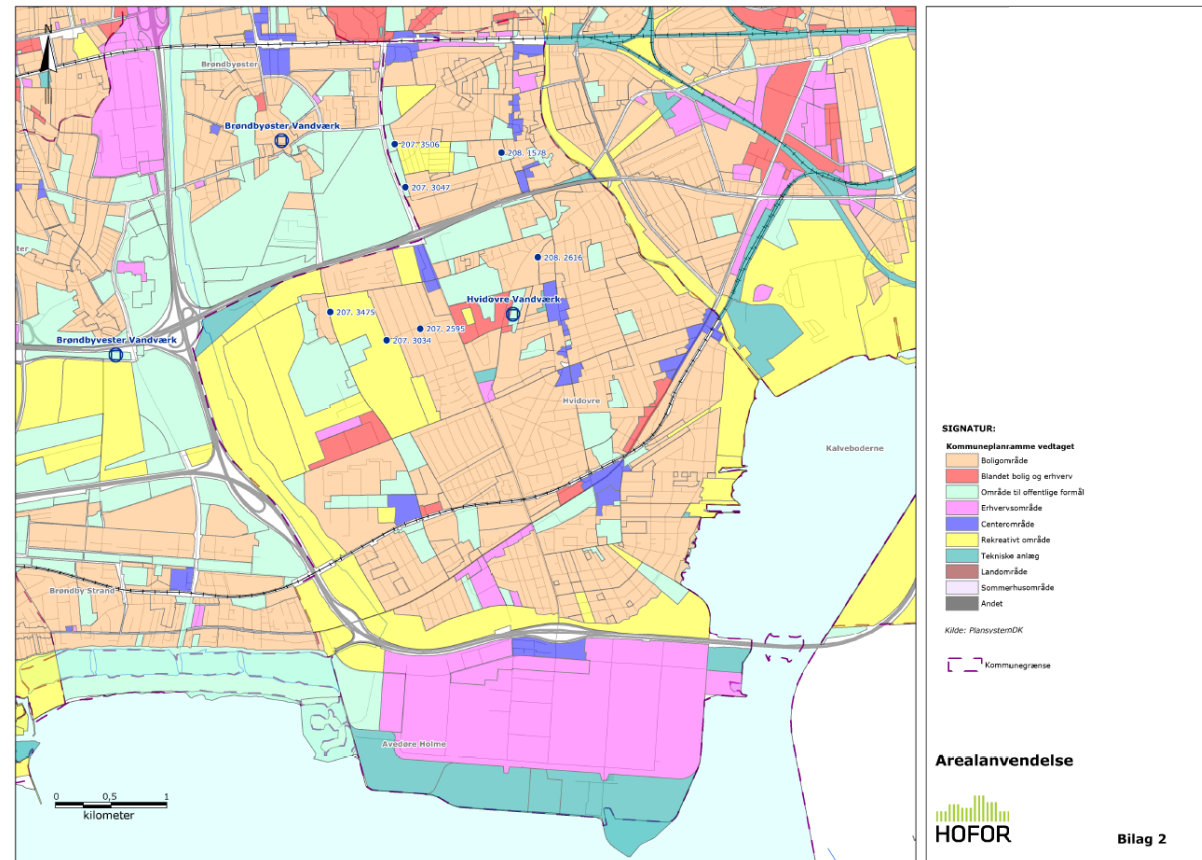 N
Brøndbyøster
Brøndbyøster Vandværk
207. 3506
208. 1578
207. 3047
208. 2616
Hvidovre Vandværk
207. 3475
207. 2595
207. 3034
Brøndbyvester Vandværk
ter
Hvidovre
Kalveboderne
Brøndby Strand
Avedøre Holme
0 0,5 1
kilometer
SIGNATUR:
Kommuneplanramme vedtaget
Boligområde
Blandet bolig og erhverv
Område til offentlige formål
Erhvervsområde
Centerområde
Rekreativt område
Tekniske anlæg
Landområde
Sommerhusområde
Andet
Kilde: PlansystemDK
Kommunegrænse
Arealanvendelse
HOFOR
Bilag 2